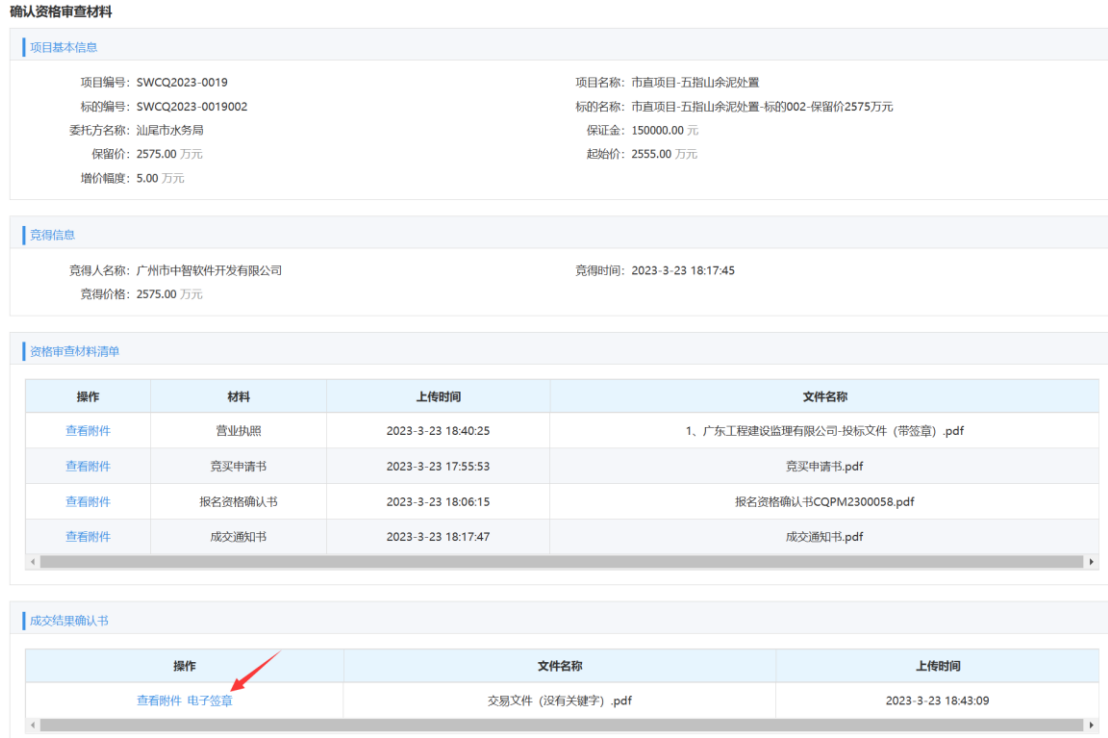 确认资格审查材料
项目基本信息
项目编号：SWCQ2023-0019 项目名称：市直项目-五指山余泥处置
标的编号：SWCQ2023-0019002 标的名称：市直项目-五指山余泥处置-标的002-保留价2575万元
委托方名称：汕尾市水务局 保证金：150000.00 元
保留价：2575.00 万元 起始价：2555.00 万元
增价幅度：5.00 万元
竞得信息
竞得人名称：广州市中智软件开发有限公司 竞得时间：2023-3-23 18:17:45
竞得价格：2575.00 万元
资格审查材料清单
操作 材料 上传时间 文件名称
查看附件 营业执照 2023-3-23 18:40:25 1、广东工程建设监理有限公司-投标文件（带签章）.pdf
查看附件 竞买申请书 2023-3-23 17:55:53 竞买申请书.pdf
查看附件 报名资格确认书 2023-3-23 18:06:15 报名资格确认书CQPM2300058.pdf
查看附件 成交通知书 2023-3-23 18:17:47 成交通知书.pdf
成交结果确认书
操作 文件名称 上传时间
查看附件 电子签章 交易文件（没有关键字）.pdf 2023-3-23 18:43:09